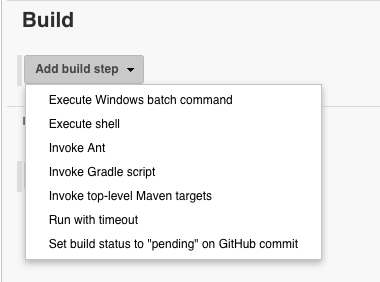 Build
Add build step
Execute Windows batch command
Execute shell
Invoke Ant
Invoke Gradle script
Invoke top-level Maven targets
Run with timeout
Set build status to "pending" on GitHub commit